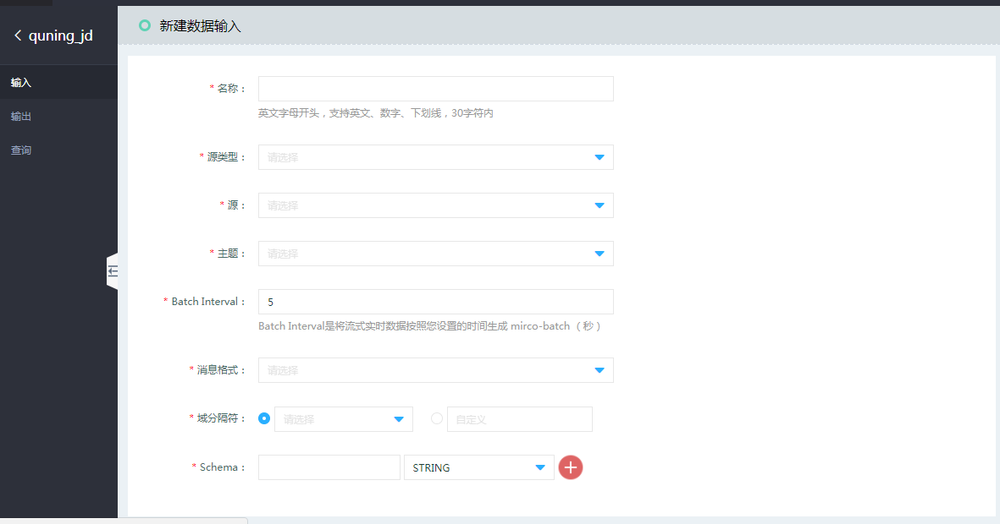 quning_jd
输入
输出
查询
新建数据输入
* 名称：
英文字母开头，支持英文、数字、下划线，30字符内
* 源类型： 请选择
* 源： 请选择
* 主题： 请选择
* Batch Interval： 5
Batch Interval是将流式实时数据按照您设置的时间生成 mirco-batch （秒）
* 消息格式： 请选择
* 域分隔符： 请选择 自定义
* Schema： STRING